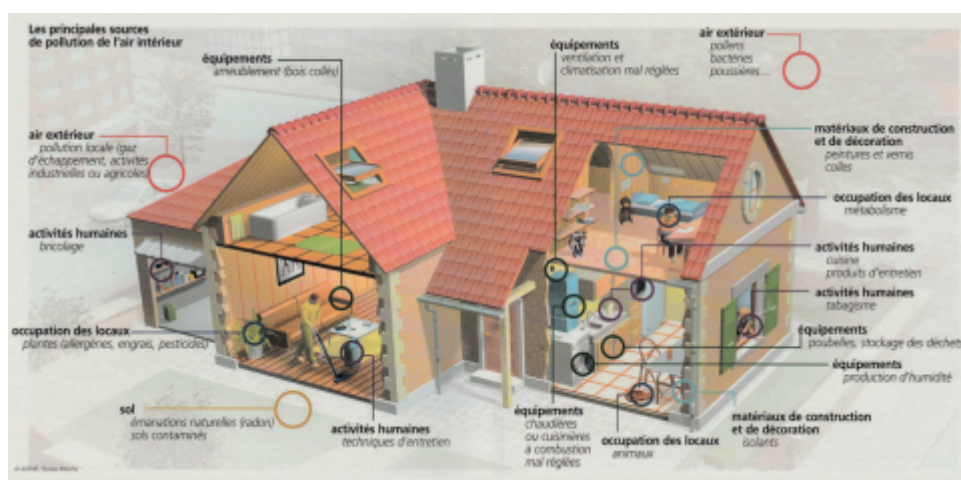 Les principales sources
de pollution de l'air intérieur
équipements
ameublement (bois collés)
équipements
ventilation et
climatisation mal réglées
air extérieur
pollens
bactéries
poussières...
air extérieur
pollution locale (gaz
d'échappement, activités
industrielles ou agricoles)
matériaux de construction
et de décoration
peintures et vernis
colles
occupation des locaux
métabolisme
activités humaines
bricolage
activités humaines
cuisine
produits d'entretien
activités humaines
tabagisme
occupation des locaux
plantes (allergènes, engrais, pesticides)
équipements
poubelles, stockage des déchets
équipements
production d'humidité
sol
émanations naturelles (radon)
sols contaminés
activités humaines
techniques d'entretien
équipements
chaudières
ou cuisinières
à combustion
mal réglées
occupation des locaux
animaux
matériaux de construction
et de décoration
isolants